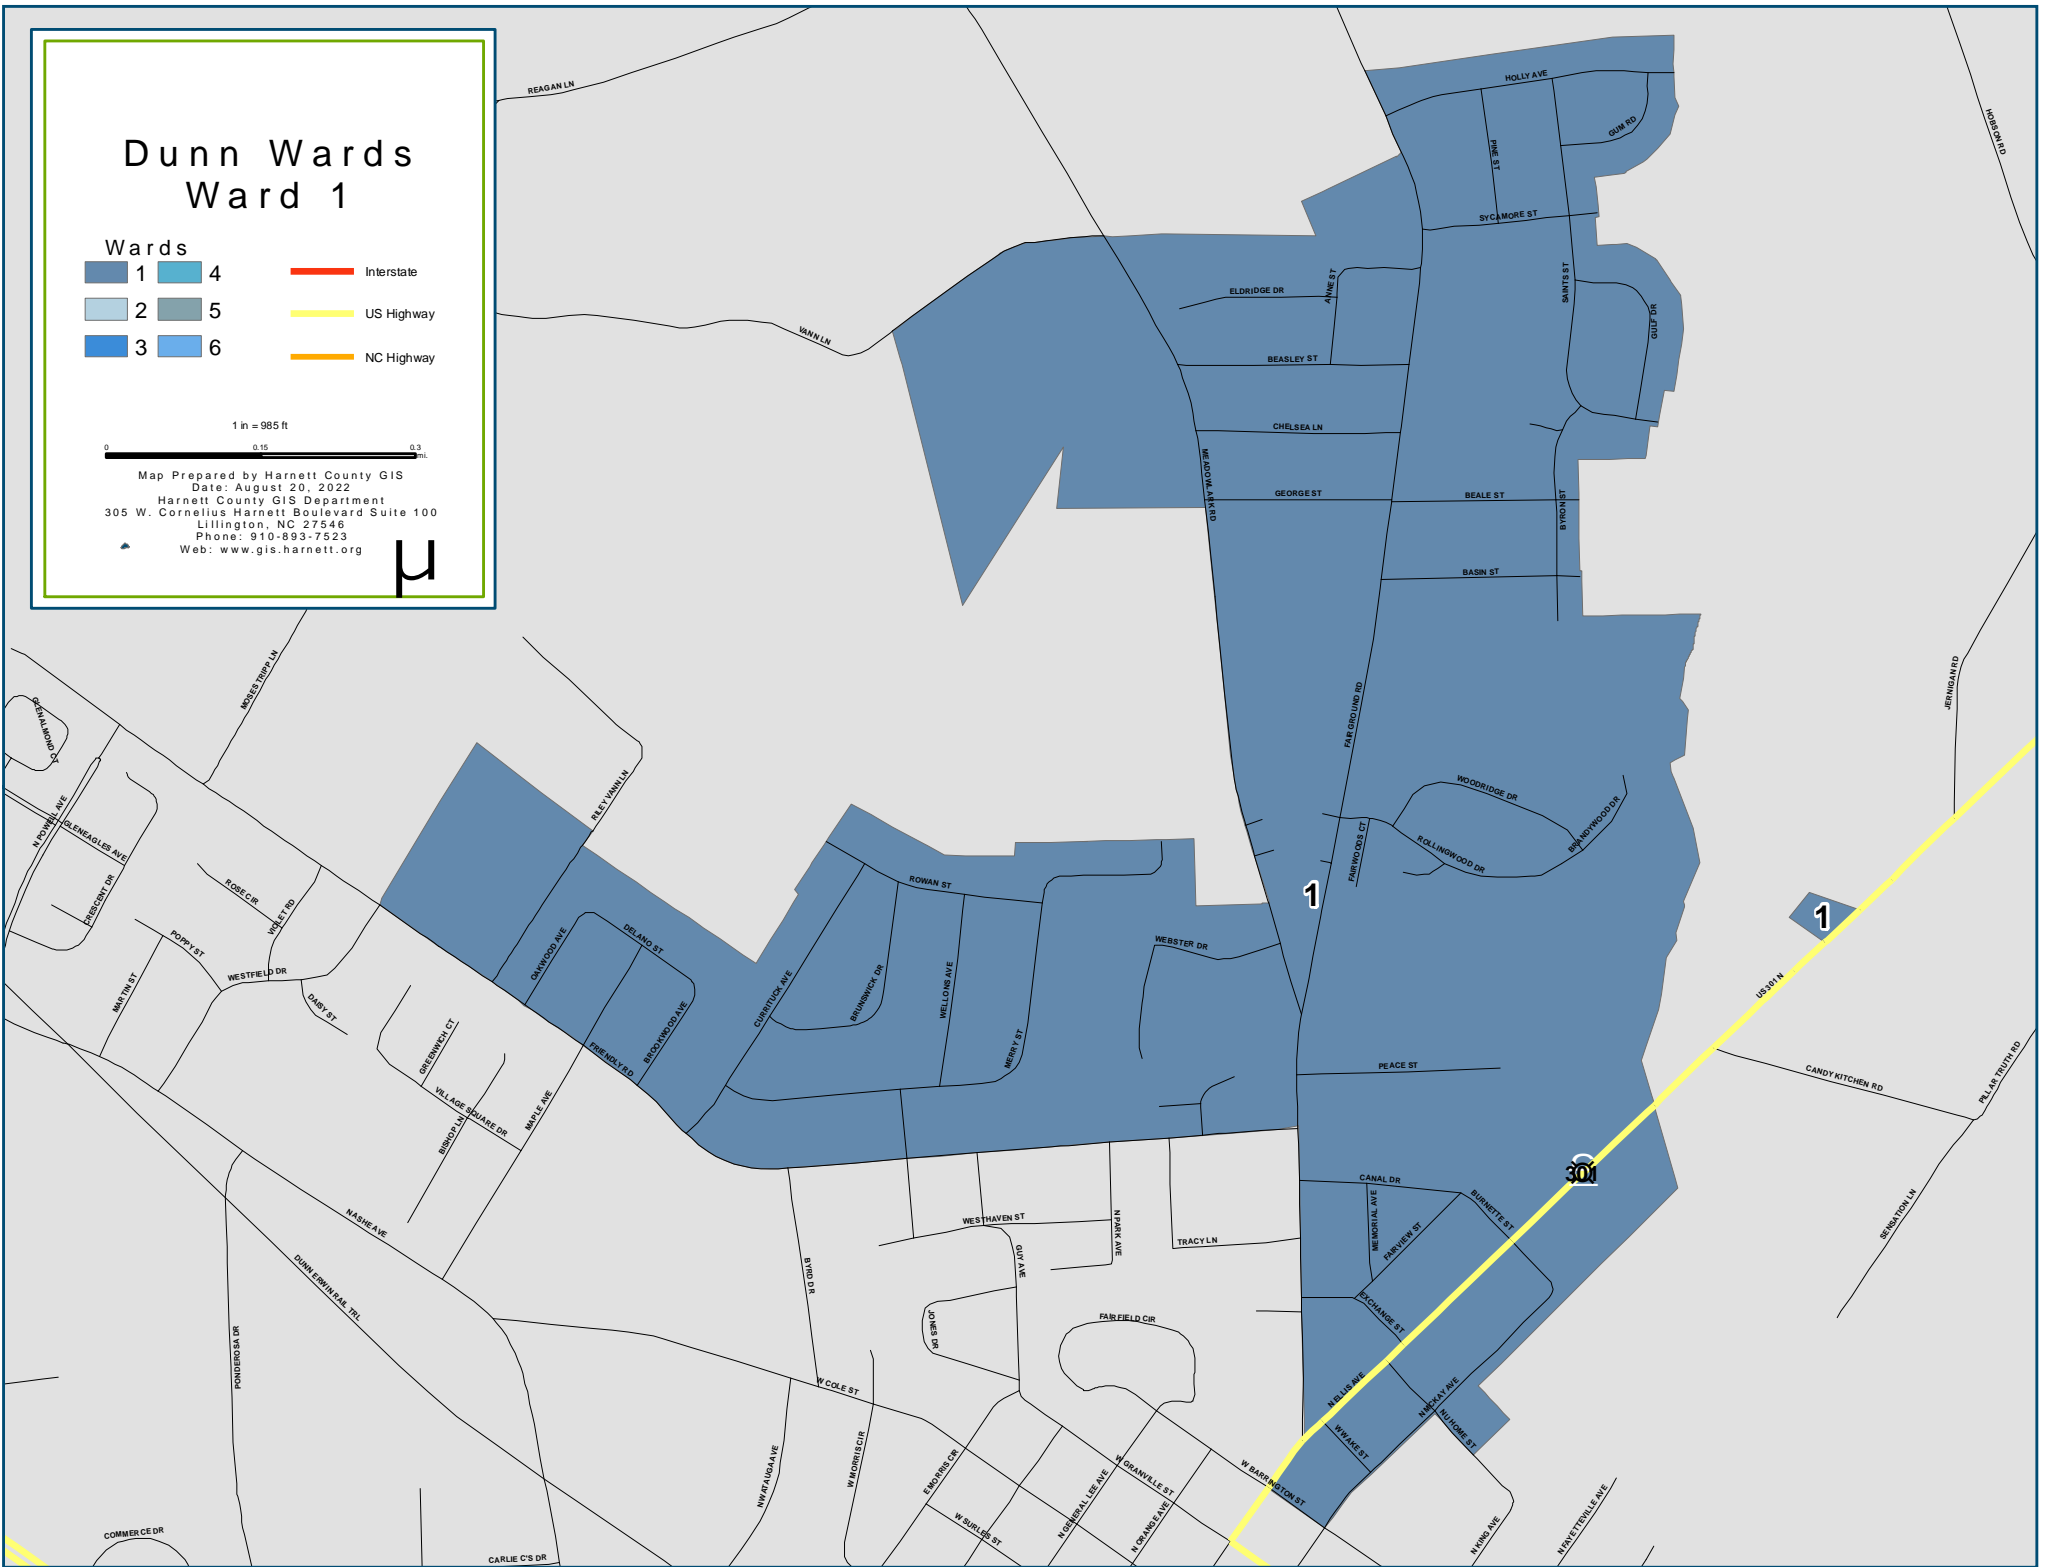 Dunn Wards
Ward 1
Wards
1
4
2
5
3
6
Interstate
US Highway
NC Highway
1 in = 985 ft
0
0.15
0.3
mi.
Map Prepared by Harnett County GIS
Date: August 20, 2022
Harnett County GIS Department
305 W. Cornelius Harnett Boulevard Suite 100
Lillington, NC 27546
Phone: 910-893-7523
Web: www.gis.harnett.org
µ
REAGAN LN
HOLLY AVE
GUM RD
PINE ST
HOBSON RD
SYCAMORE ST
SAINTS ST
ANNE ST
ELDRIDGE DR
GULF DR
VANN LN
BEASLEY ST
CHELSEA LN
MEADOWLARK RD
GEORGE ST
BEALE ST
BYRON ST
BASIN ST
MOSES TRIPP LN
GLENALMOND CT
JERNIGAN RD
FAIRGROUND RD
RILEY VANN LN
WOODRIDGE DR
BRANDYWOOD DR
N POWELL AVE
GLENEAGLES AVE
FAIRWOODS CT
ROLLINGWOOD DR
ROWAN ST
CRESCENT DR
ROSE CIR
VIOLET RD
1
1
POPPY ST
OAKWOOD AVE
DELANO ST
WEBSTER DR
WESTFIELD DR
MARTIN ST
DAISY ST
CURRITUCK AVE
BRUNSWICK DR
WELLONS AVE
US 301 N
GREENWICH CT
BROOKWOOD AVE
FRIENDLY RD
MERRY ST
PEACE ST
CANDY KITCHEN RD
PILLAR TRUTH RD
VILLAGE SQUARE DR
MAPLE AVE
BISHOP LN
301
CANAL DR
MEMORIAL AVE
BURNETTE ST
FAIRVIEW ST
SENSATION LN
N ASHE AVE
WESTHAVEN ST
N PARK AVE
TRACY LN
GUY AVE
BYRD DR
DUNN ERWIN RAIL TRL
JONES DR
FAIRFIELD CIR
EXCHANGE ST
PONDEROSA DR
W COLE ST
N ELLIS AVE
N MCKAY AVE
NU HOME ST
W WAKE ST
N WATAUGA AVE
W MORRIS CIR
E MORRIS CIR
W GRANVILLE ST
W BARRINGTON ST
N GENERAL LEE AVE
N ORANGE AVE
W SURLES ST
N KING AVE
N FAYETTEVILLE AVE
COMMERCE DR
CARLIE C'S DR